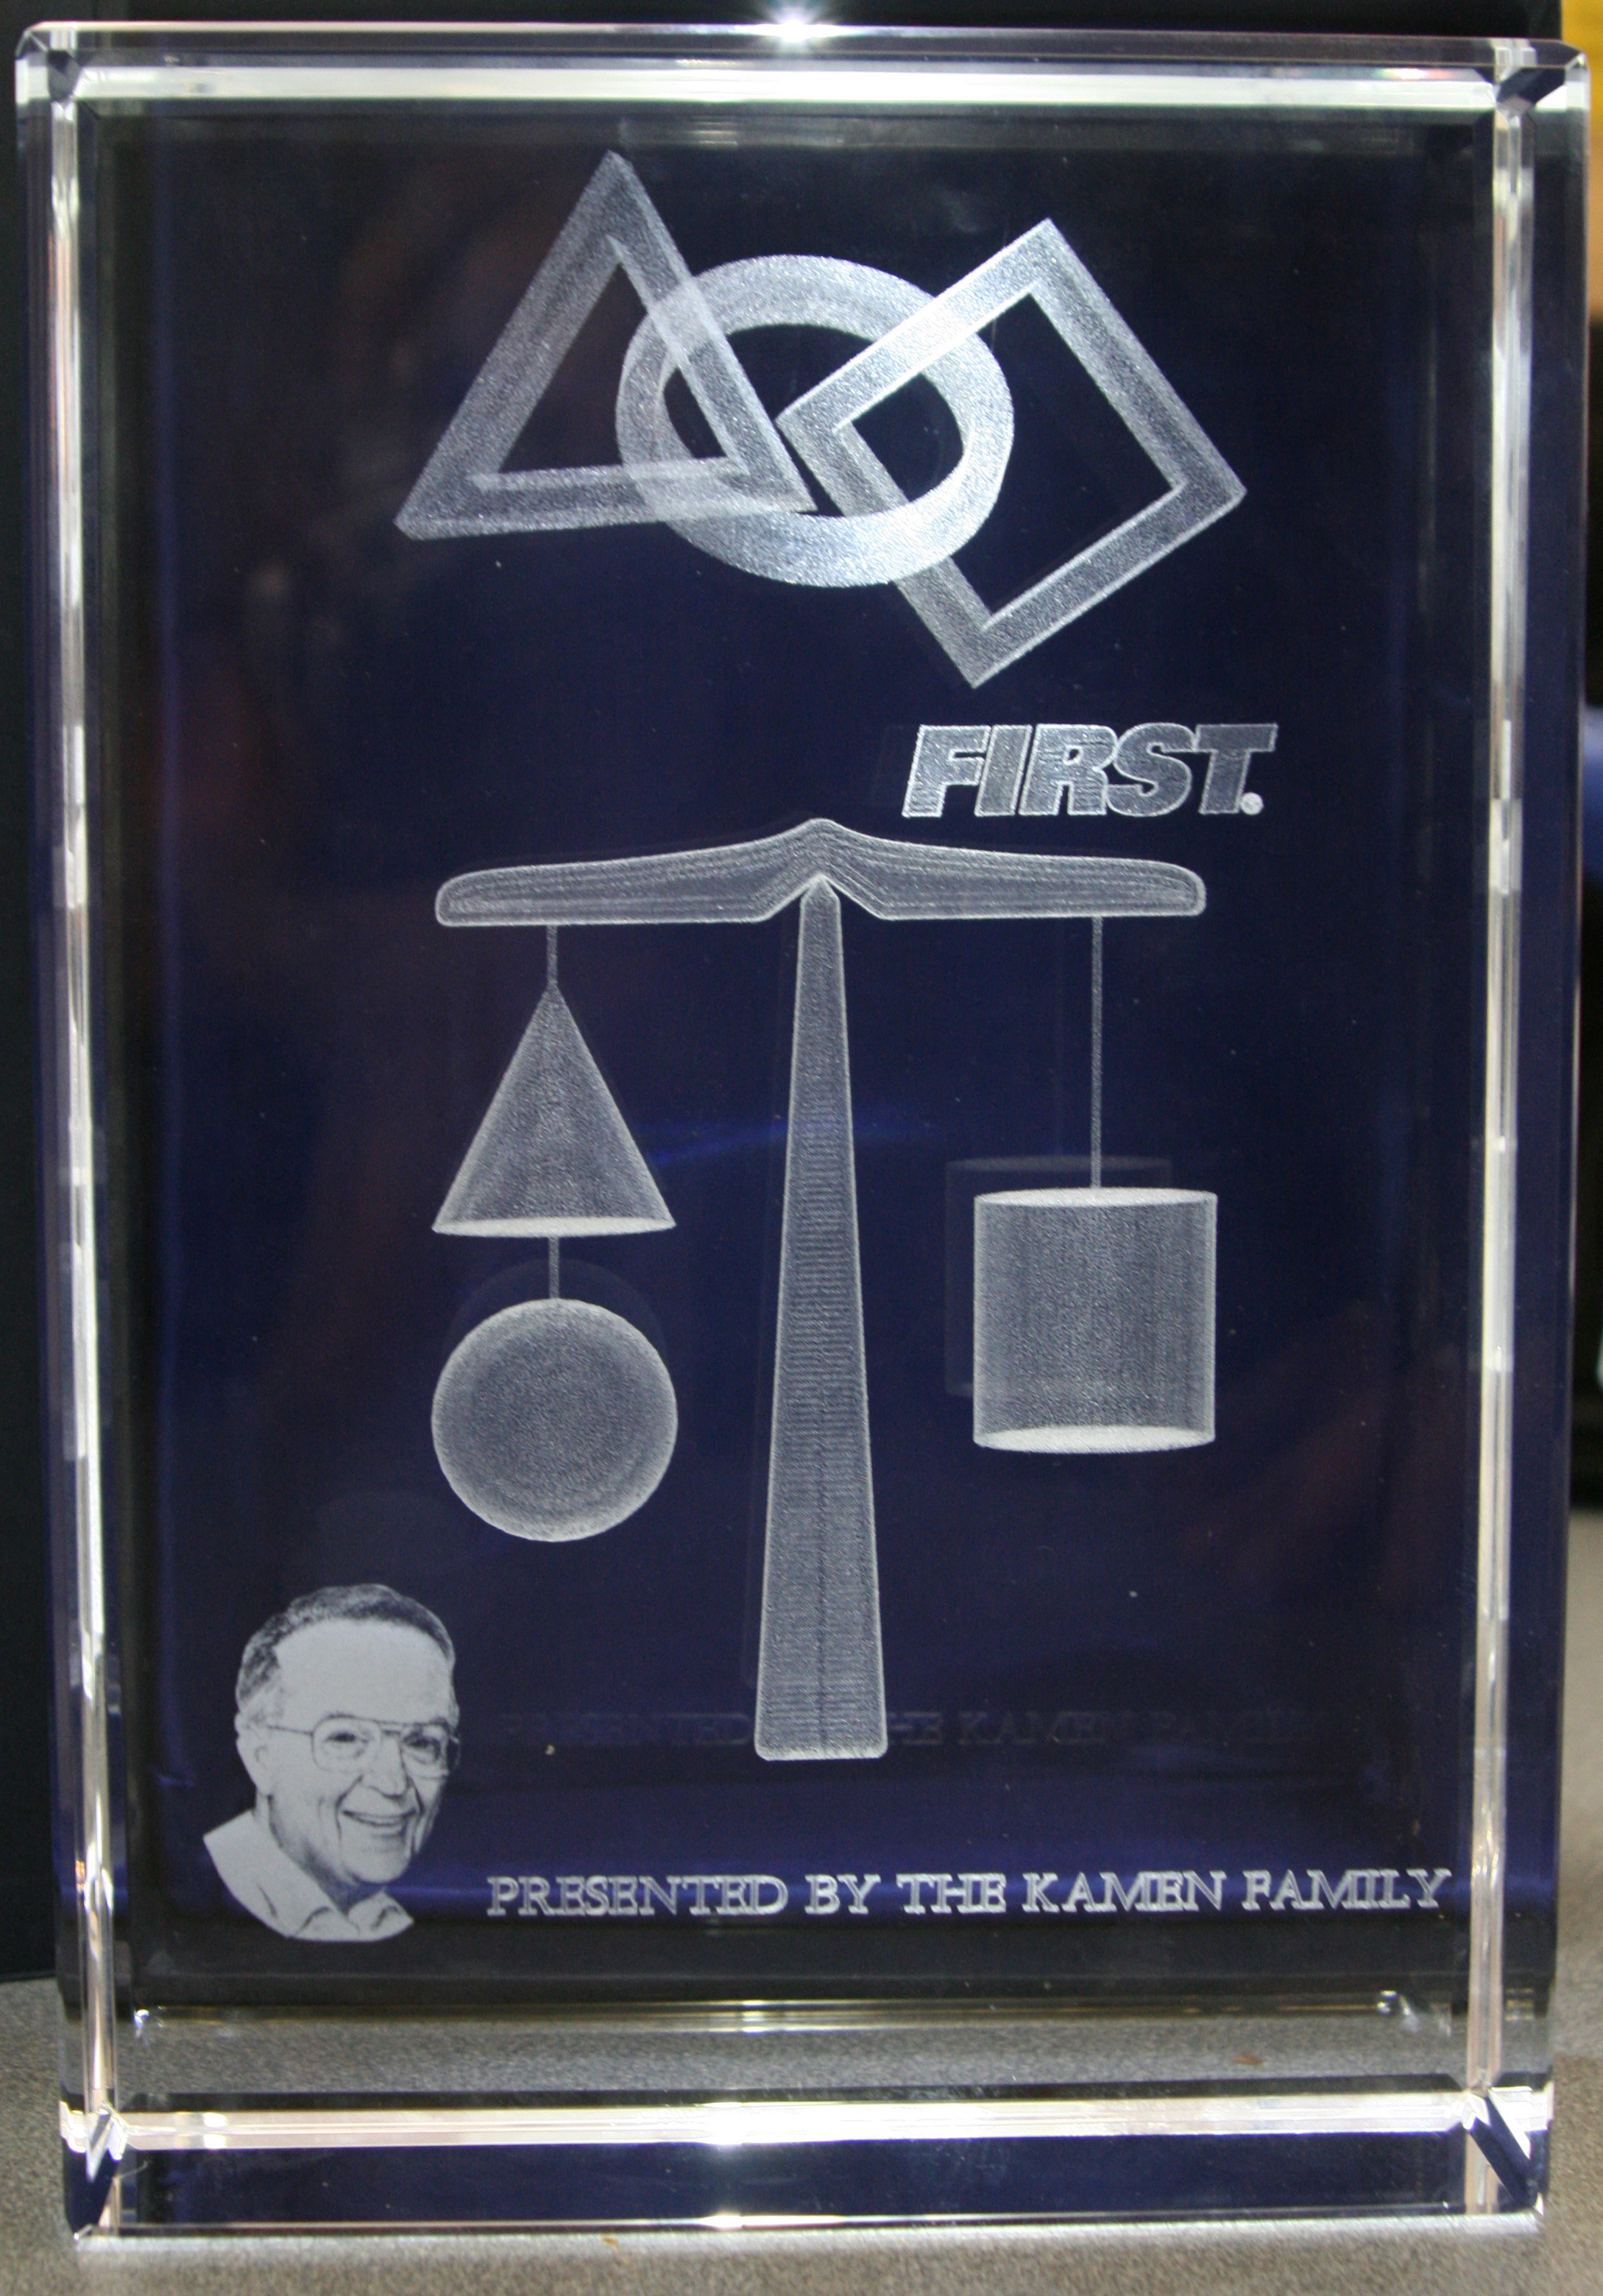 FIRST®
PRESENTED BY THE KAMEN FAMILY